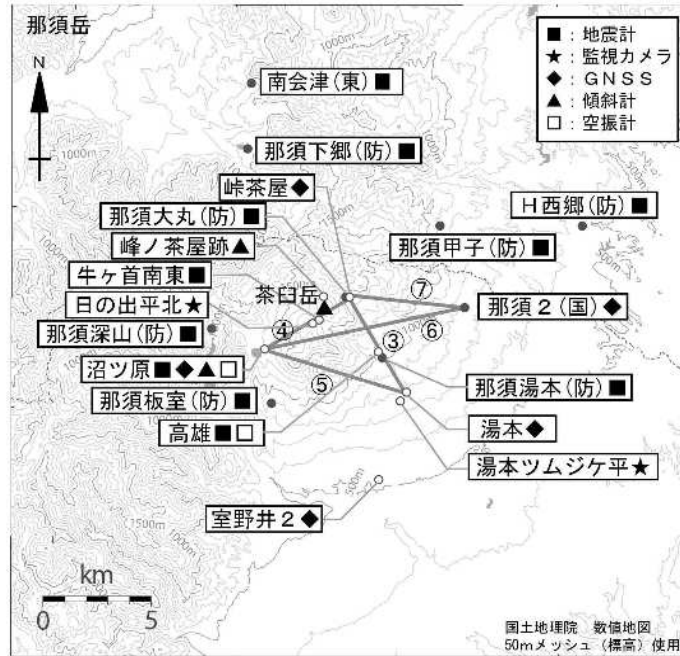 那須岳
■：地震計
★：監視カメラ
◆：GNSS
▲：傾斜計
□：空振計
N
1000m
南会津(東)■
1000m
那須下郷(防)■
峠茶屋◆
1500m
那須大丸(防)■
H西郷(防)■
峰ノ茶屋跡▲
那須甲子(防)■
牛ヶ首南東■
茶臼岳
⑦
日の出平北★
那須２(国)◆
④
⑥
1000m
那須深山(防)■
③
沼ッ原■◆▲□
⑤
那須湯本(防)■
那須板室(防)■
1000m
高雄■□
湯本◆
湯本ツムジケ平★
500m
室野井２◆
1500m
1000m
km
0 5
国土地理院　数値地図
50mメッシュ（標高）使用